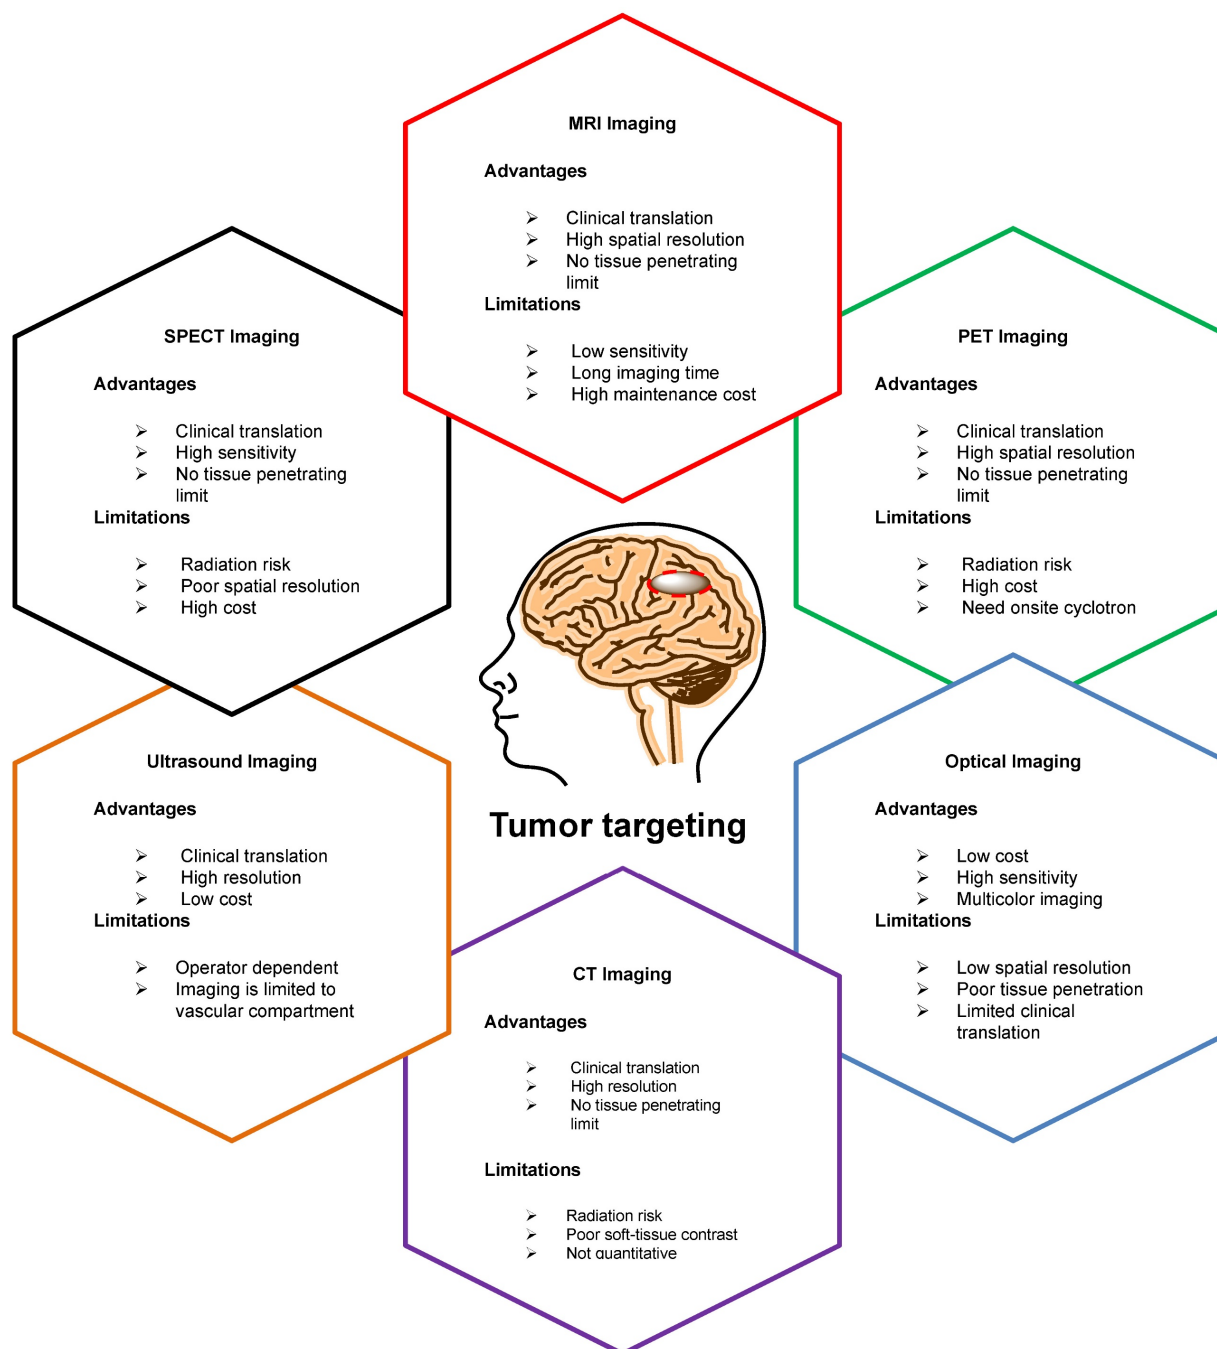 MRI Imaging
Advantages
➢ Clinical translation
➢ High spatial resolution
➢ No tissue penetrating
limit
Limitations
➢ Low sensitivity
➢ Long imaging time
➢ High maintenance cost
SPECT Imaging
Advantages
➢ Clinical translation
➢ High sensitivity
➢ No tissue penetrating
limit
Limitations
➢ Radiation risk
➢ Poor spatial resolution
➢ High cost
PET Imaging
Advantages
➢ Clinical translation
➢ High spatial resolution
➢ No tissue penetrating
limit
Limitations
➢ Radiation risk
➢ High cost
➢ Need onsite cyclotron
Tumor targeting
Ultrasound Imaging
Advantages
➢ Clinical translation
➢ High resolution
➢ Low cost
Limitations
➢ Operator dependent
➢ Imaging is limited to
vascular compartment
Optical Imaging
Advantages
➢ Low cost
➢ High sensitivity
➢ Multicolor imaging
Limitations
➢ Low spatial resolution
➢ Poor tissue penetration
➢ Limited clinical
translation
CT Imaging
Advantages
➢ Clinical translation
➢ High resolution
➢ No tissue penetrating
limit
Limitations
➢ Radiation risk
➢ Poor soft-tissue contrast
➢ Not quantitative